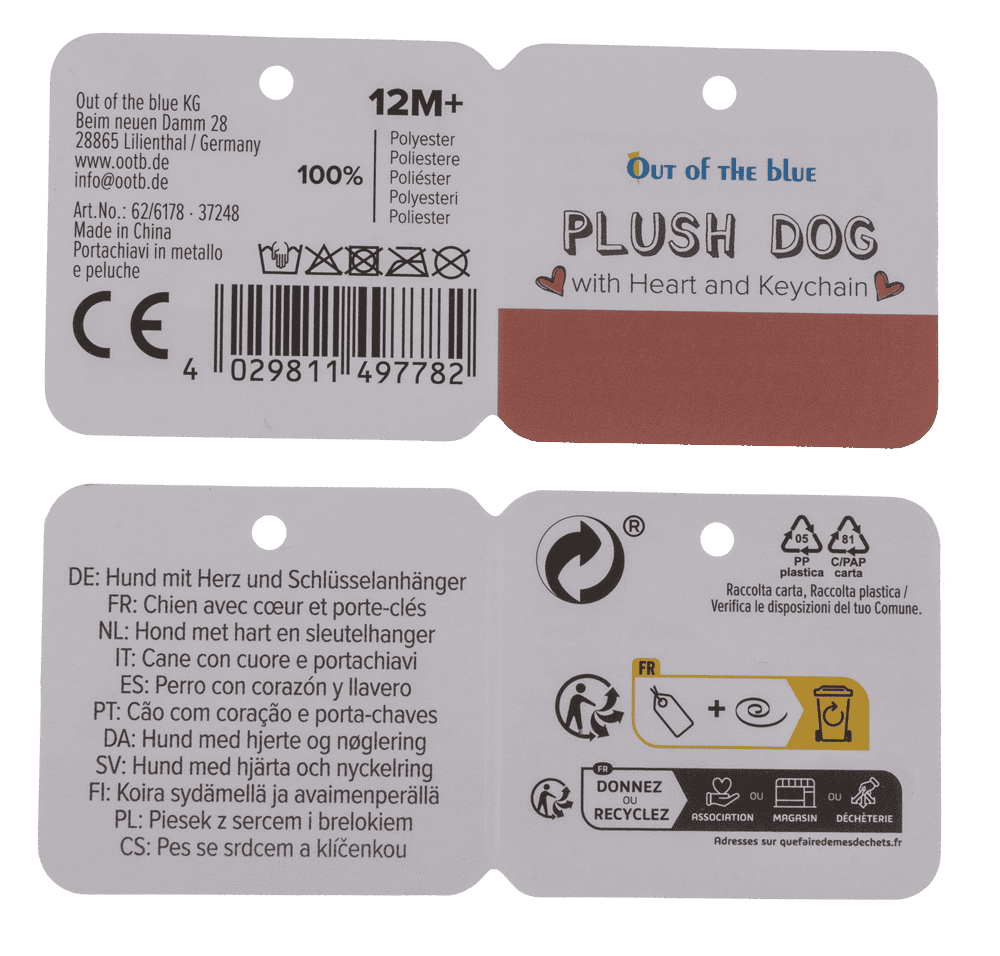 Out of the blue KG
Beim neuen Damm 28
28865 Lilienthal / Germany
www.ootb.de
info@ootb.de
Art.No.: 62/6178 · 37248
Made in China
Portachiavi in metallo
e peluche
12M+
100%
Polyester
Poliestere
Poliéster
Polyesteri
Poliester
CE
4 029811 497782
Out of the blue
PLUSH DOG
with Heart and Keychain
DE: Hund mit Herz und Schlüsselanhänger
FR: Chien avec cœur et porte-clés
NL: Hond met hart en sleutelhanger
IT: Cane con cuore e portachiavi
ES: Perro con corazón y llavero
PT: Cão com coração e porta-chaves
DA: Hund med hjerte og nøglering
SV: Hund med hjärta och nyckelring
FI: Koira sydämellä ja avaimenperällä
PL: Piesek z sercem i brelokiem
CS: Pes se srdcem a klíčenkou
®
05 81
PP C/PAP
plastica carta
Raccolta carta, Raccolta plastica /
Verifica le disposizioni del tuo Comune.
FR
+
FR
DONNEZ
OU
RECYCLEZ
ASSOCIATION OU MAGASIN OU DÉCHÈTERIE
Adresses sur quefairedemesdechets.fr